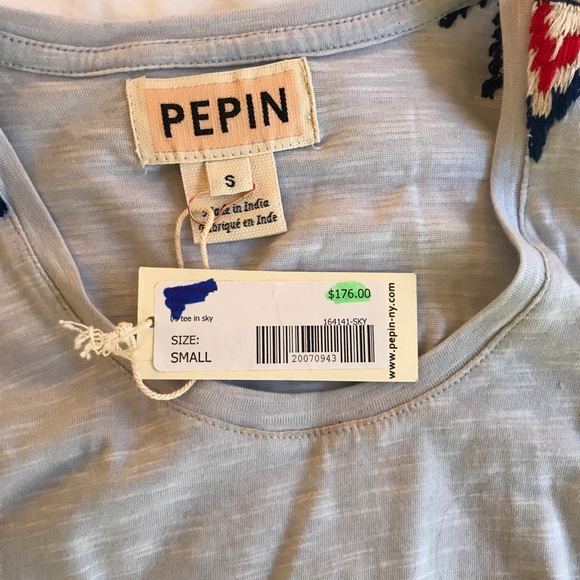 PEPIN
S
Made in India
Fabriqué en Inde
$176.00
tee in sky
164141-SKY
SIZE:
SMALL
20070943
www.pepin-ny.com